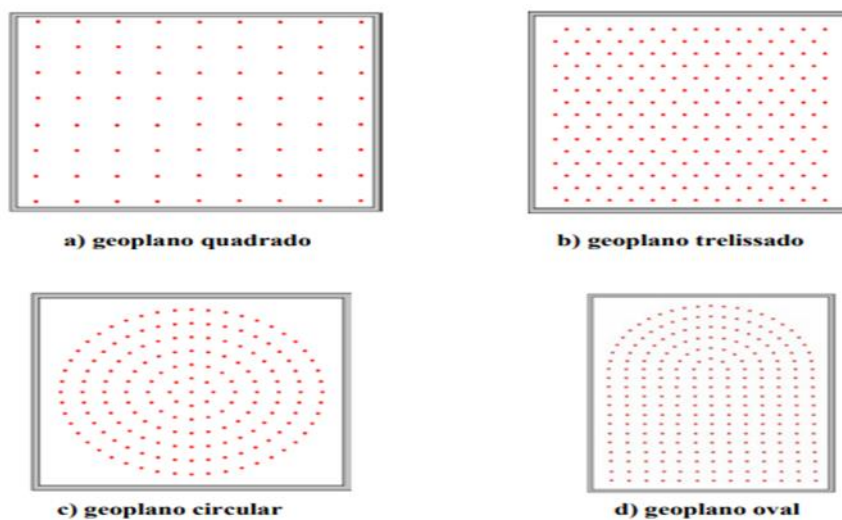 a) geoplano quadrado
b) geoplano trelissado
c) geoplano circular
d) geoplano oval